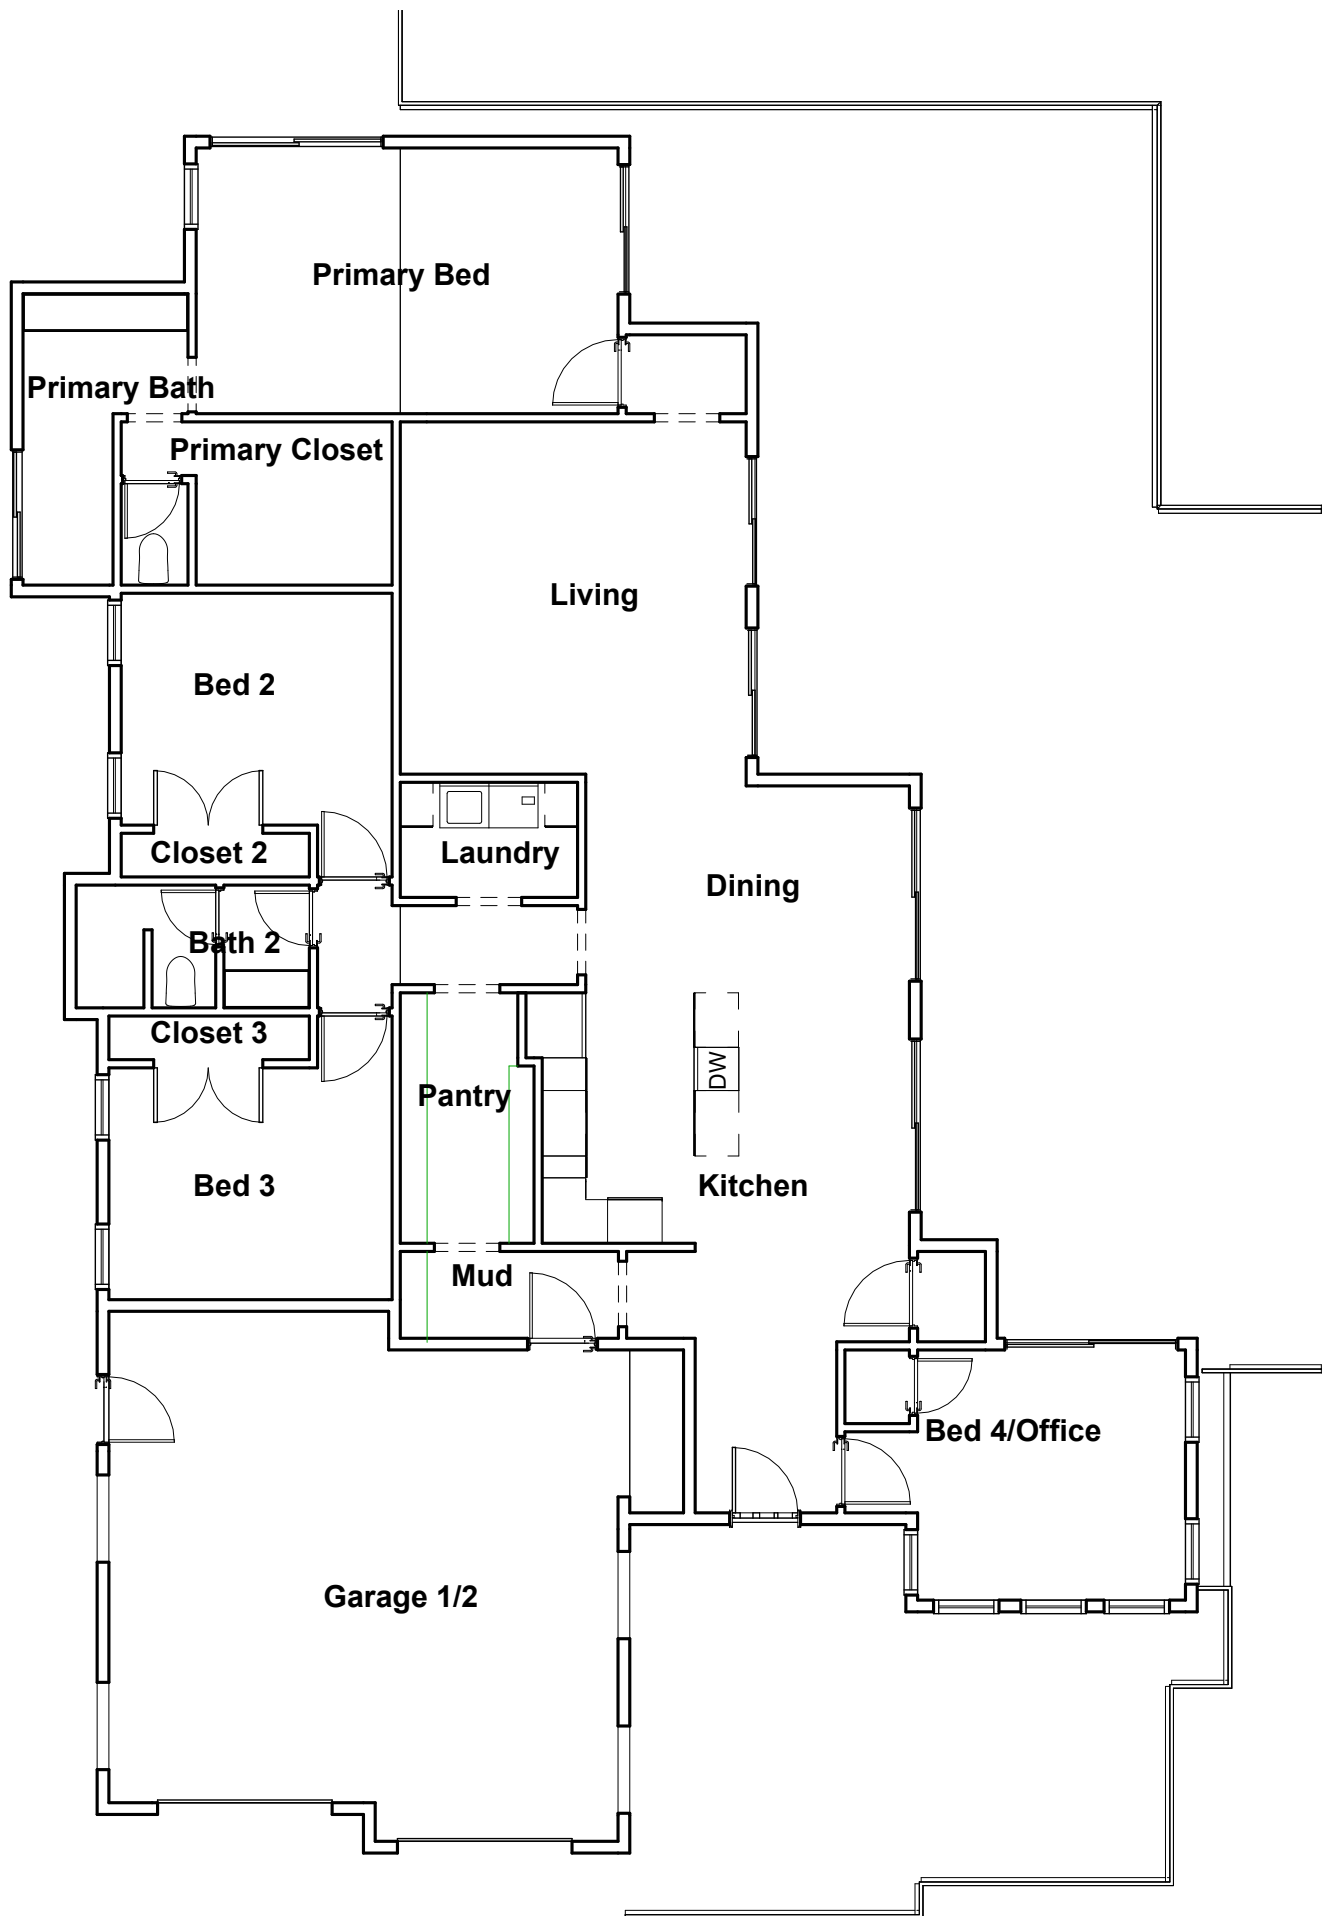 Primary Bed
Primary Bath
Primary Closet
Living
Bed 2
Closet 2
Laundry
Dining
Bath 2
Closet 3
DW
Pantry
Bed 3
Kitchen
Mud
Bed 4/Office
Garage 1/2